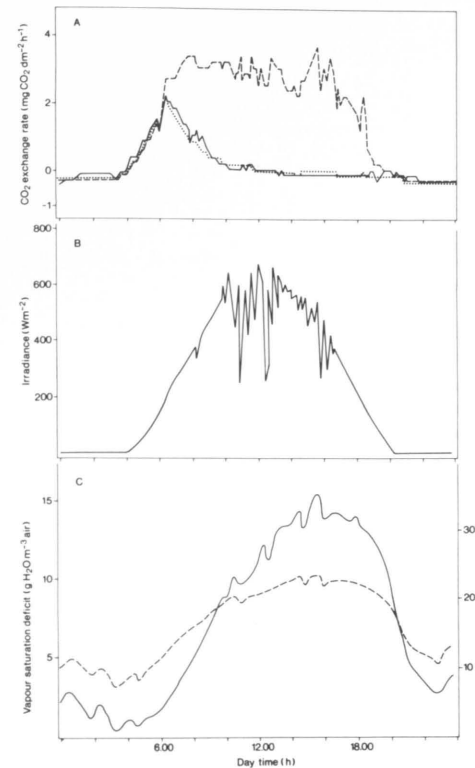 A
CO2 exchange rate (mg CO2 dm−2 h−1)
4
2
0
-1
B
Irradiance (Wm−2)
800
600
400
200
C
Vapour saturation deficit (g H2O m−3 air)
15
10
5
30
20
10
6.00
12.00
18.00
Day time (h)